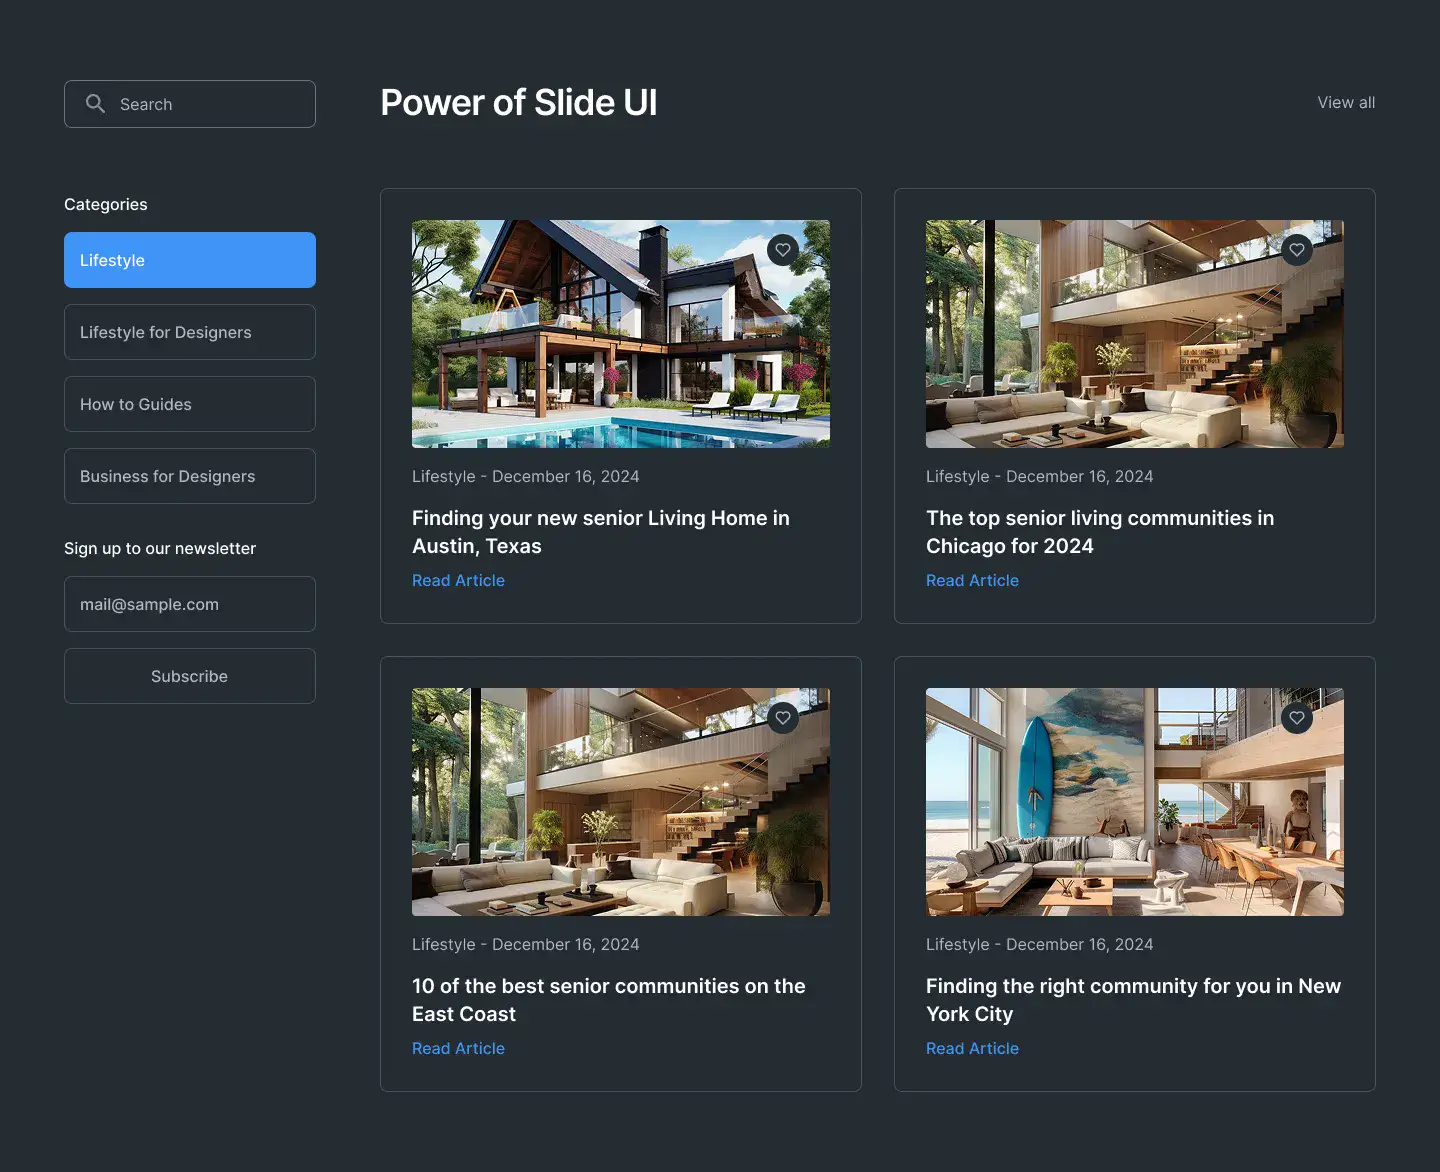 Search
Power of Slide UI
View all
Categories
Lifestyle
Lifestyle for Designers
How to Guides
Business for Designers
Sign up to our newsletter
mail@sample.com
Subscribe
Lifestyle - December 16, 2024
Finding your new senior Living Home in
Austin, Texas
Read Article
Lifestyle - December 16, 2024
The top senior living communities in
Chicago for 2024
Read Article
Lifestyle - December 16, 2024
10 of the best senior communities on the
East Coast
Read Article
Lifestyle - December 16, 2024
Finding the right community for you in New
York City
Read Article